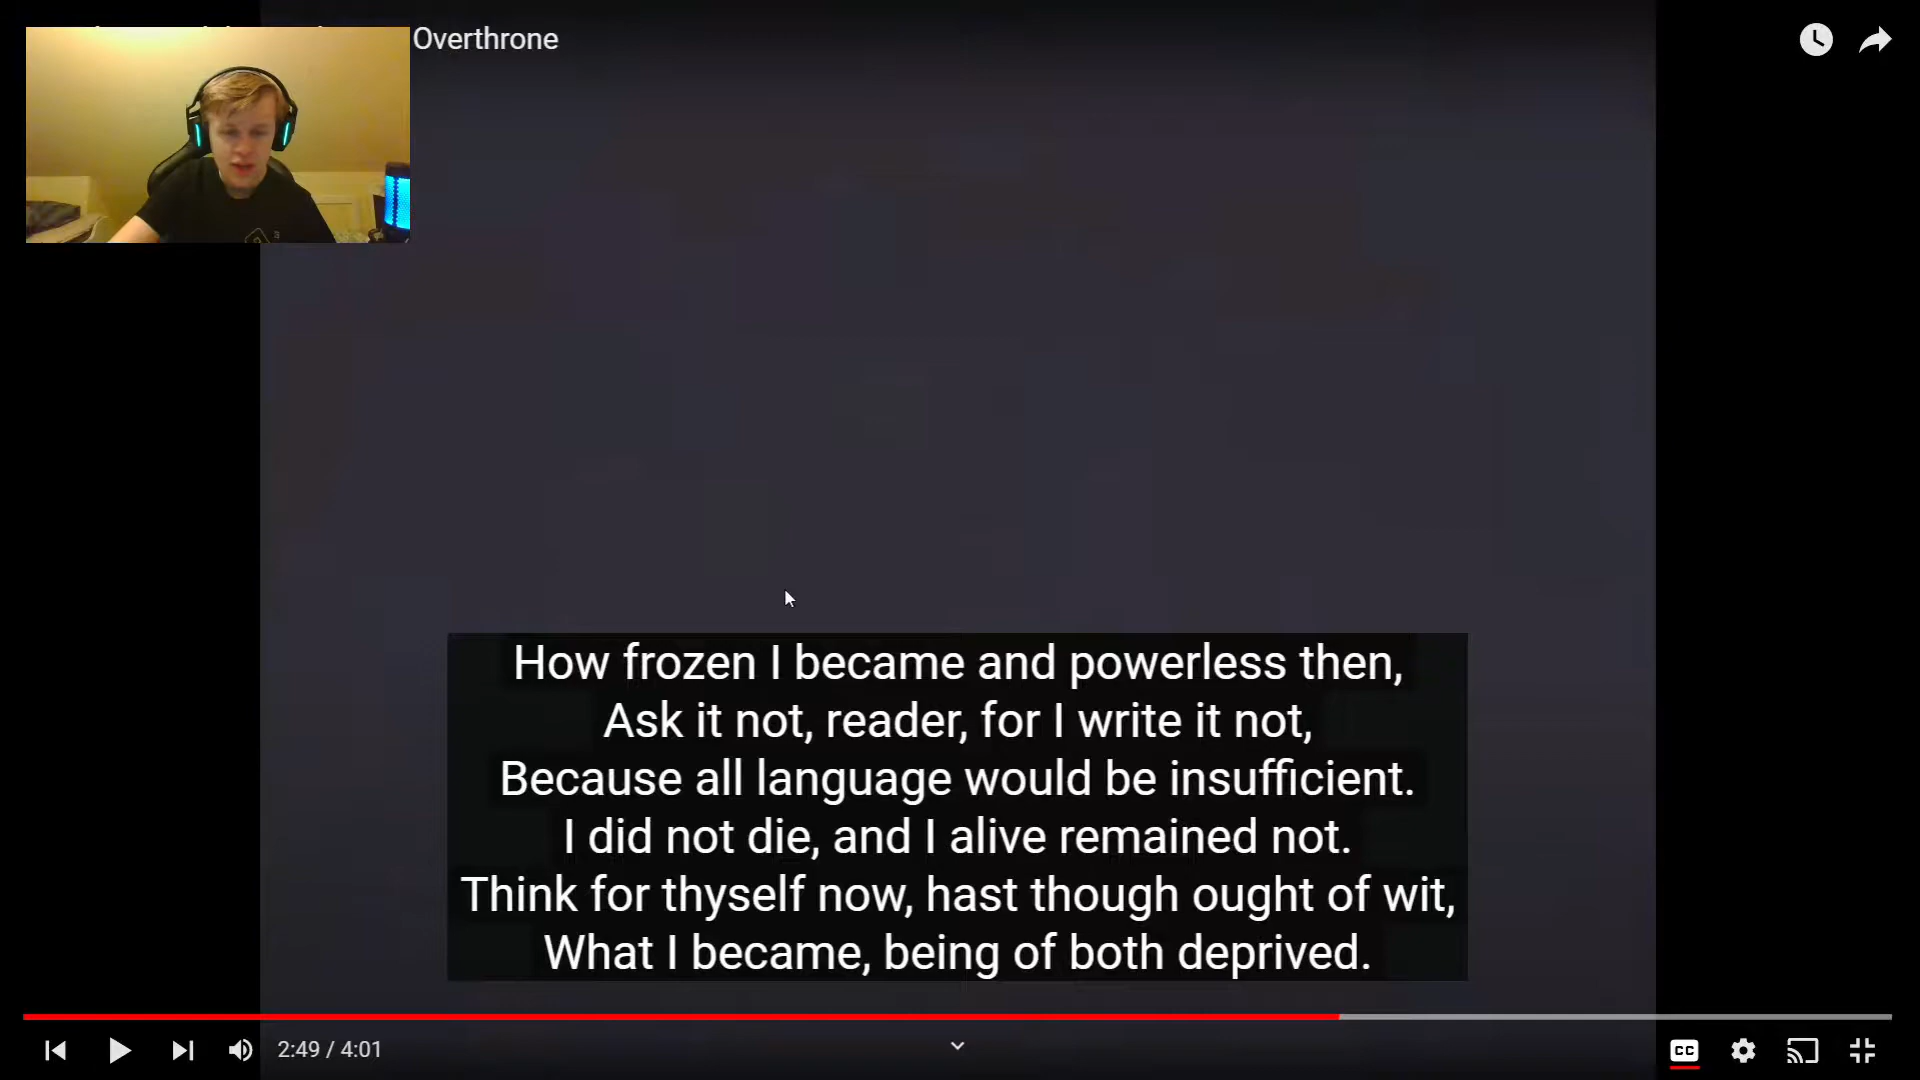 Overthrone
How frozen I became and powerless then,
Ask it not, reader, for I write it not,
Because all language would be insufficient.
I did not die, and I alive remained not.
Think for thyself now, hast though ought of wit,
What I became, being of both deprived.
2:49 / 4:01
CC